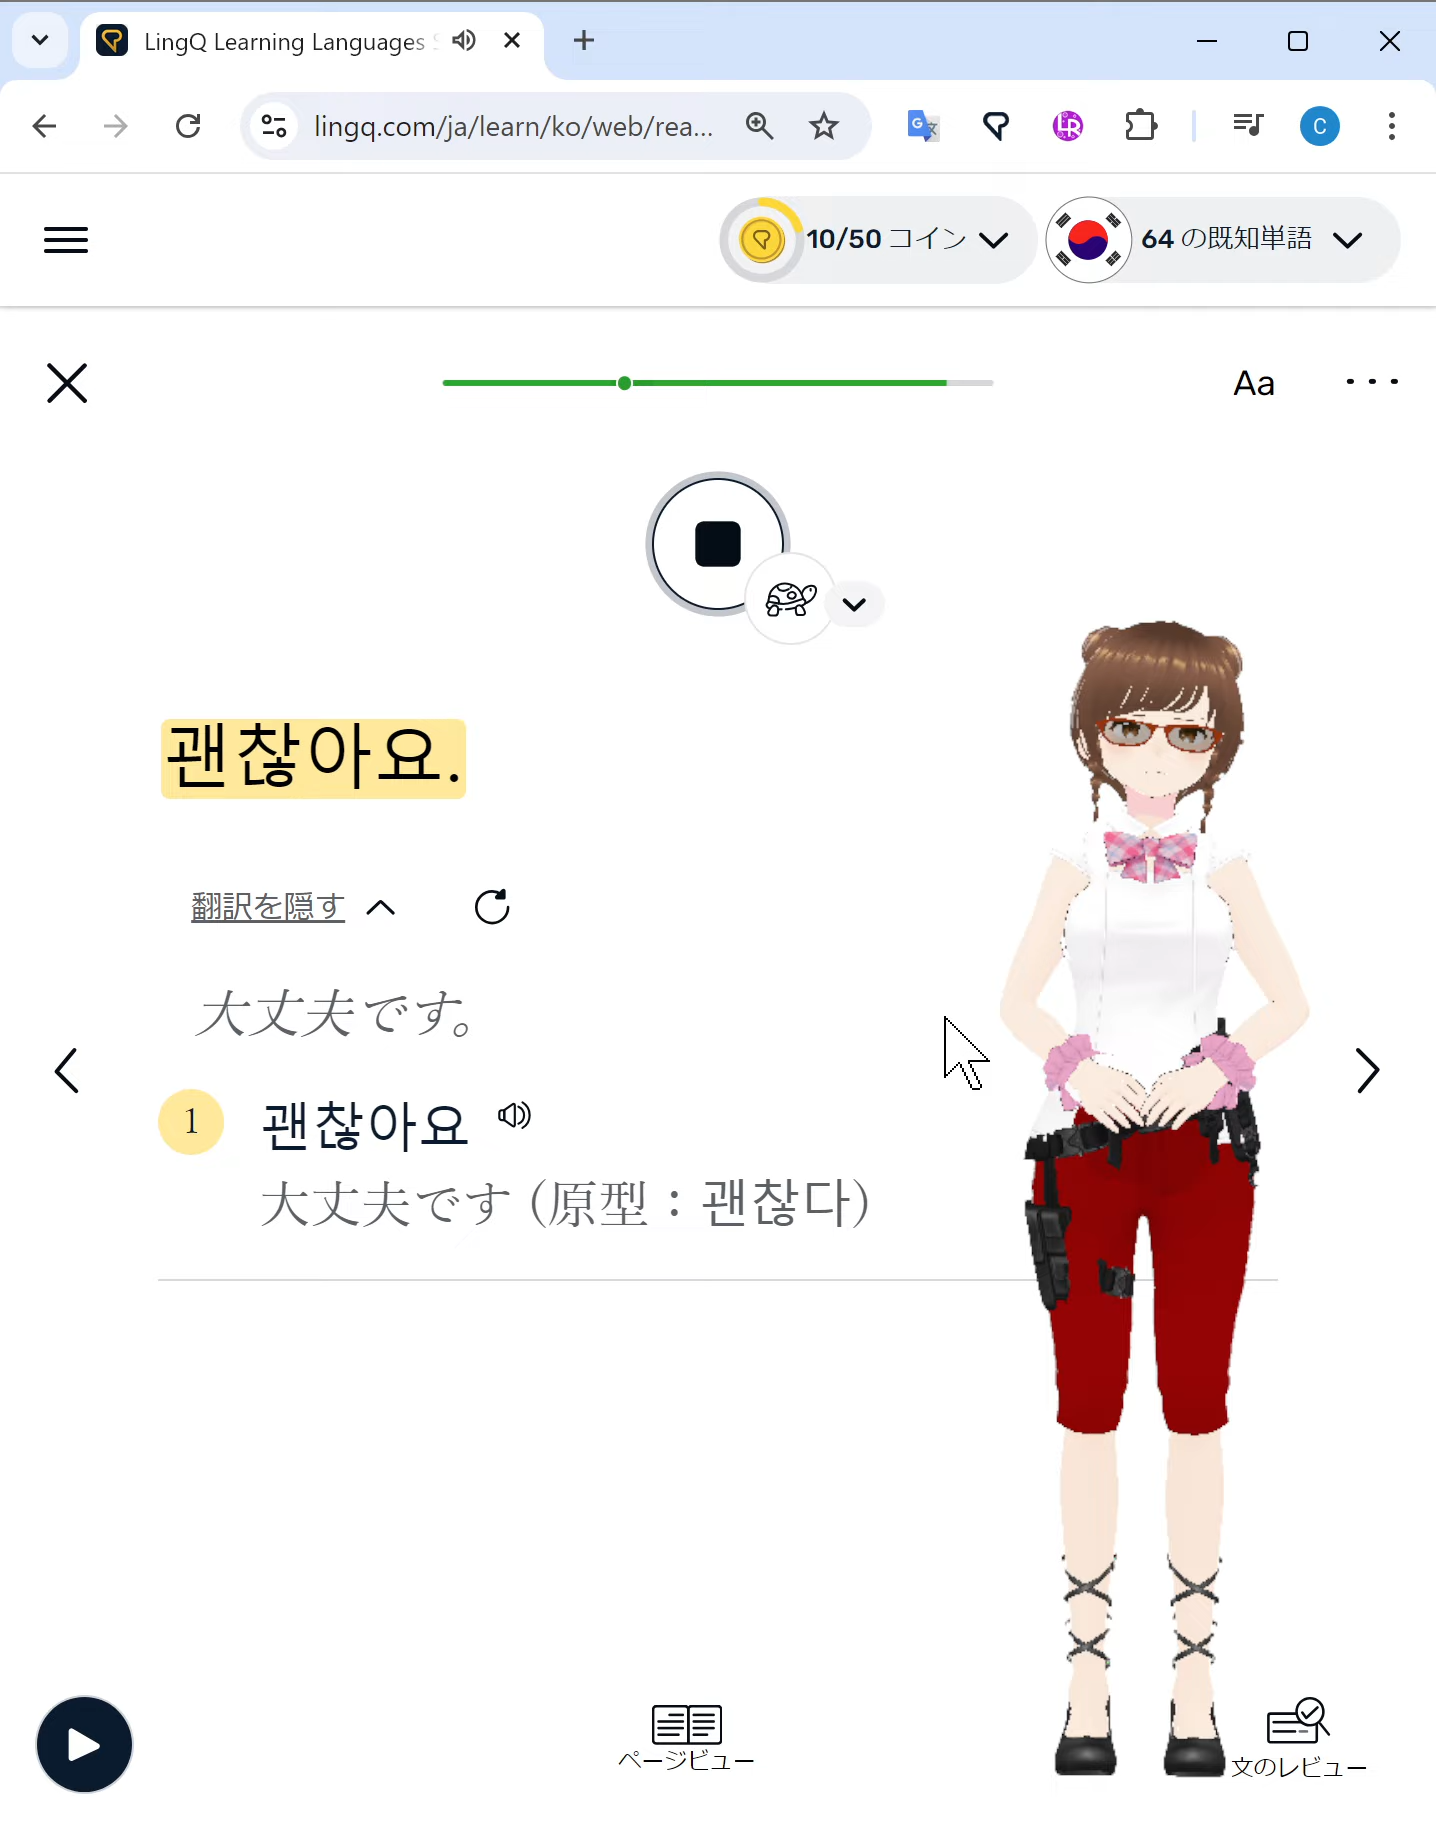 LingQ Learning Languages
lingq.com/ja/learn/ko/web/rea...
C
10/50 コイン
64 の既知単語
Aa
괜찮아요.
翻訳を隠す
大丈夫です。
1 괜찮아요
大丈夫です (原型：괜찮다)
ページビュー
文のレビュー